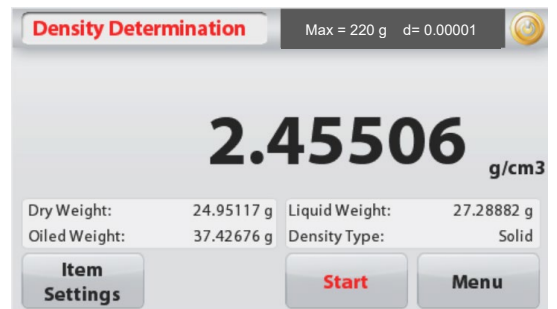 Density Determination Max = 220 g d= 0.00001
2.45506 g/cm3
Dry Weight: 24.95117 g Liquid Weight: 27.28882 g
Oiled Weight: 37.42676 g Density Type: Solid
Item Settings Start Menu